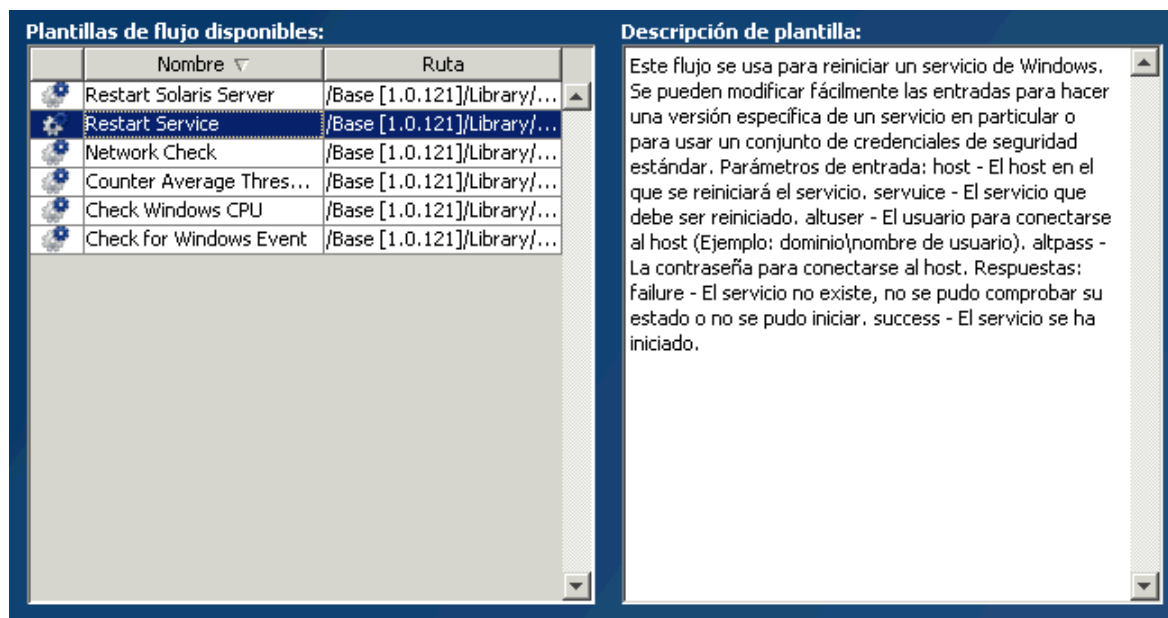 Plantillas de flujo disponibles:
Nombre Ruta
Restart Solaris Server /Base [1.0.121]/Library/...
Restart Service /Base [1.0.121]/Library/...
Network Check /Base [1.0.121]/Library/...
Counter Average Thres... /Base [1.0.121]/Library/...
Check Windows CPU /Base [1.0.121]/Library/...
Check for Windows Event /Base [1.0.121]/Library/...
Descripción de plantilla:
Este flujo se usa para reiniciar un servicio de Windows.
Se pueden modificar fácilmente las entradas para hacer
una versión específica de un servicio en particular o
para usar un conjunto de credenciales de seguridad
estándar. Parámetros de entrada: host - El host en el
que se reiniciará el servicio. servuice - El servicio que
debe ser reiniciado. altuser - El usuario para conectarse
al host (Ejemplo: dominio\nombre de usuario). altpass -
La contraseña para conectarse al host. Respuestas:
failure - El servicio no existe, no se pudo comprobar su
estado o no se pudo iniciar. success - El servicio se ha
iniciado.